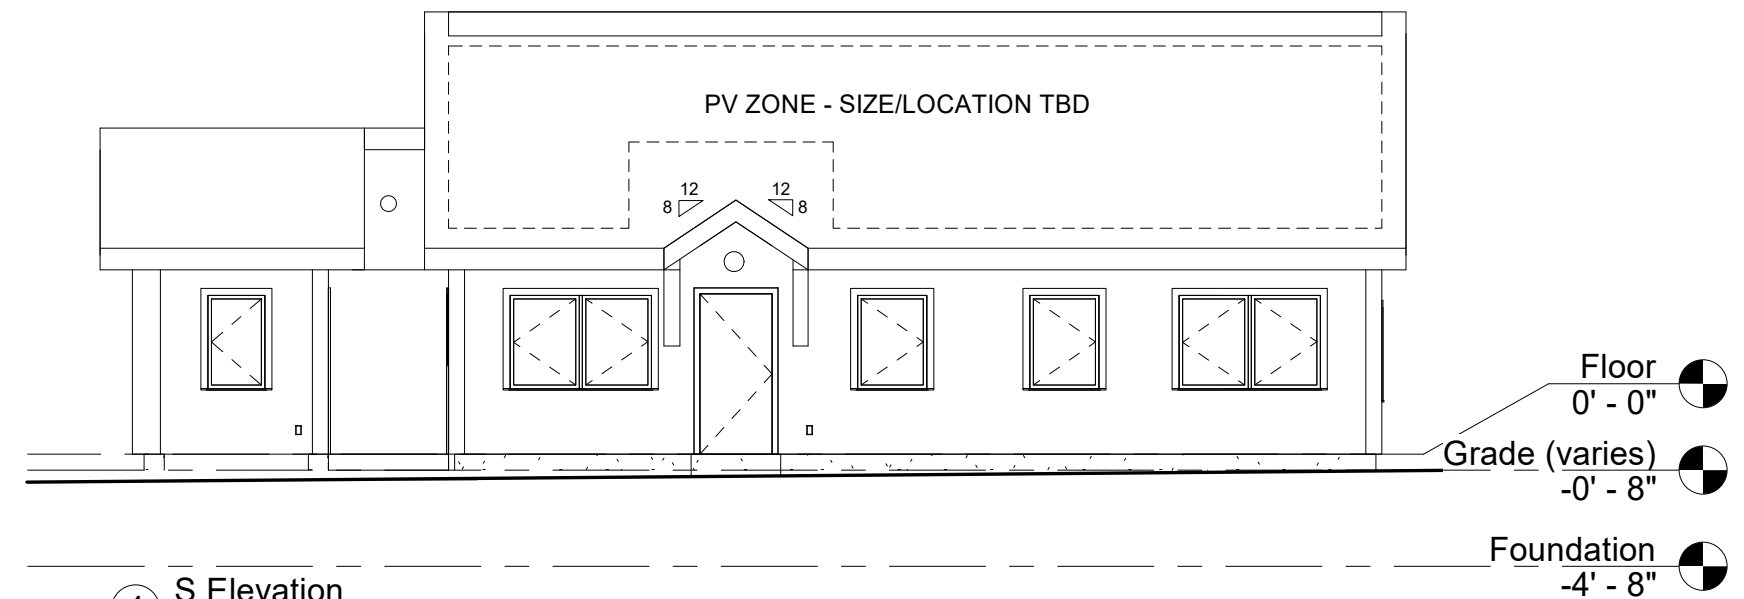 PV ZONE - SIZE/LOCATION TBD
12 12
8 8
Floor
0' - 0"
Grade (varies)
-0' - 8"
Foundation
-4' - 8"
S Elevation